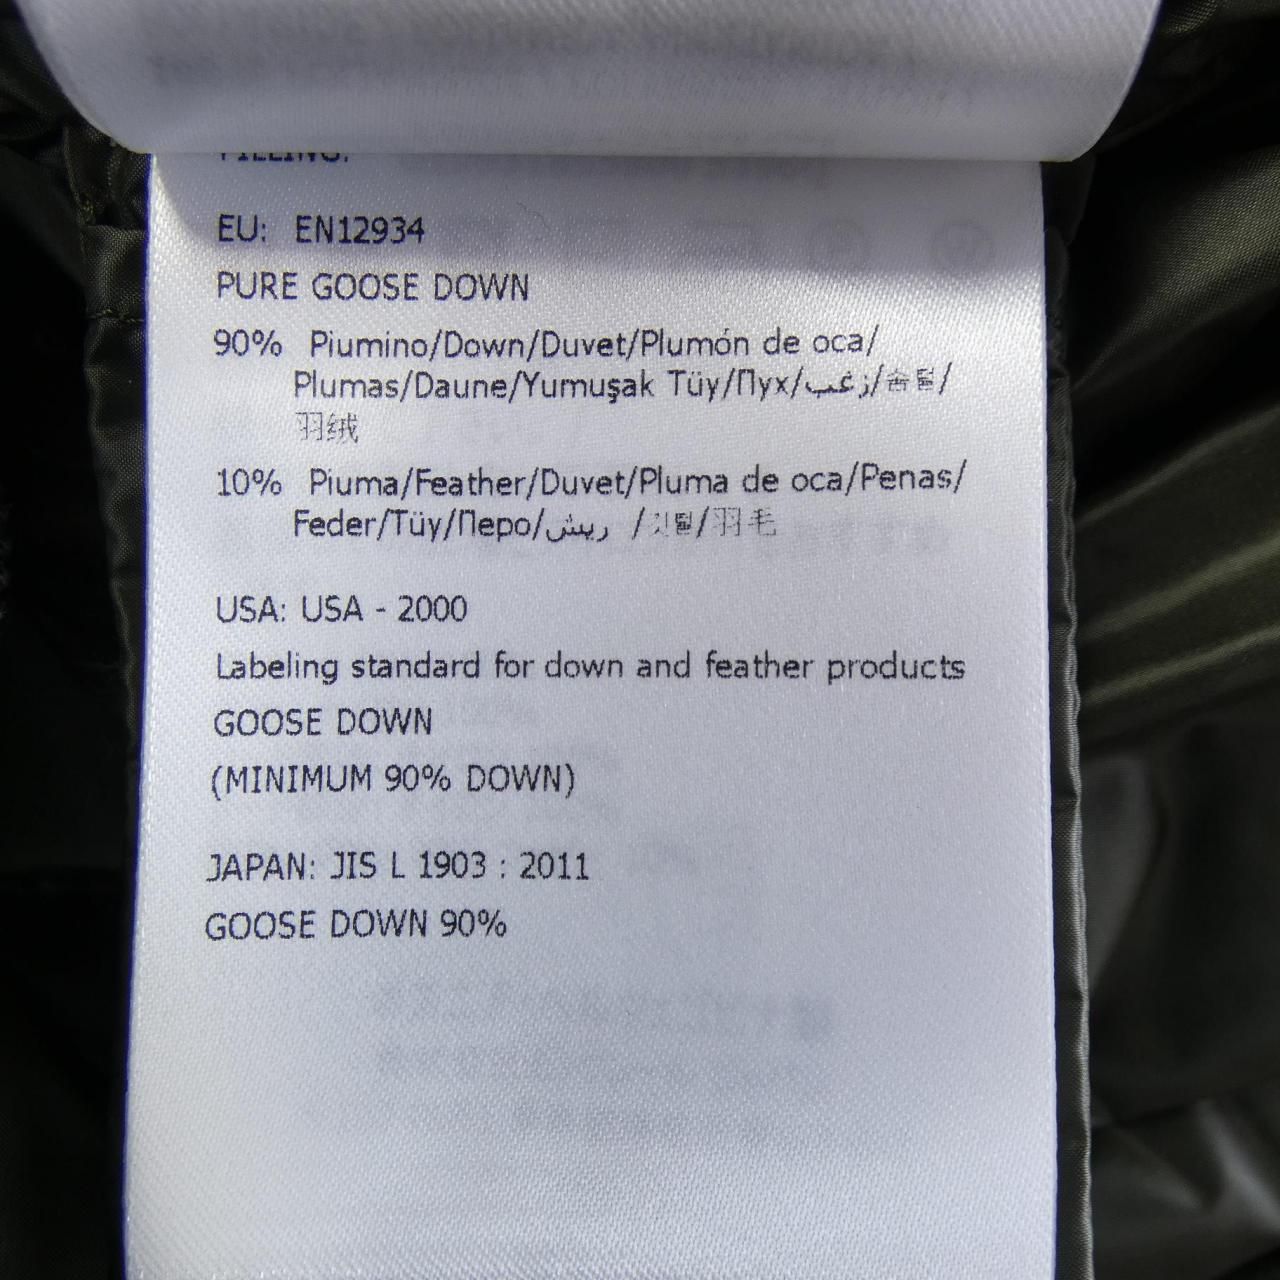 FILLING:
EU: EN12934
PURE GOOSE DOWN
90% Piumino/Down/Duvet/Plumón de oca/
Plumas/Daune/Yumuşak Tüy/Пух/زغب/솜털/
羽绒
10% Piuma/Feather/Duvet/Pluma de oca/Penas/
Feder/Tüy/Перо/ريش /깃털/羽毛
USA: USA - 2000
Labeling standard for down and feather products
GOOSE DOWN
(MINIMUM 90% DOWN)
JAPAN: JIS L 1903 : 2011
GOOSE DOWN 90%